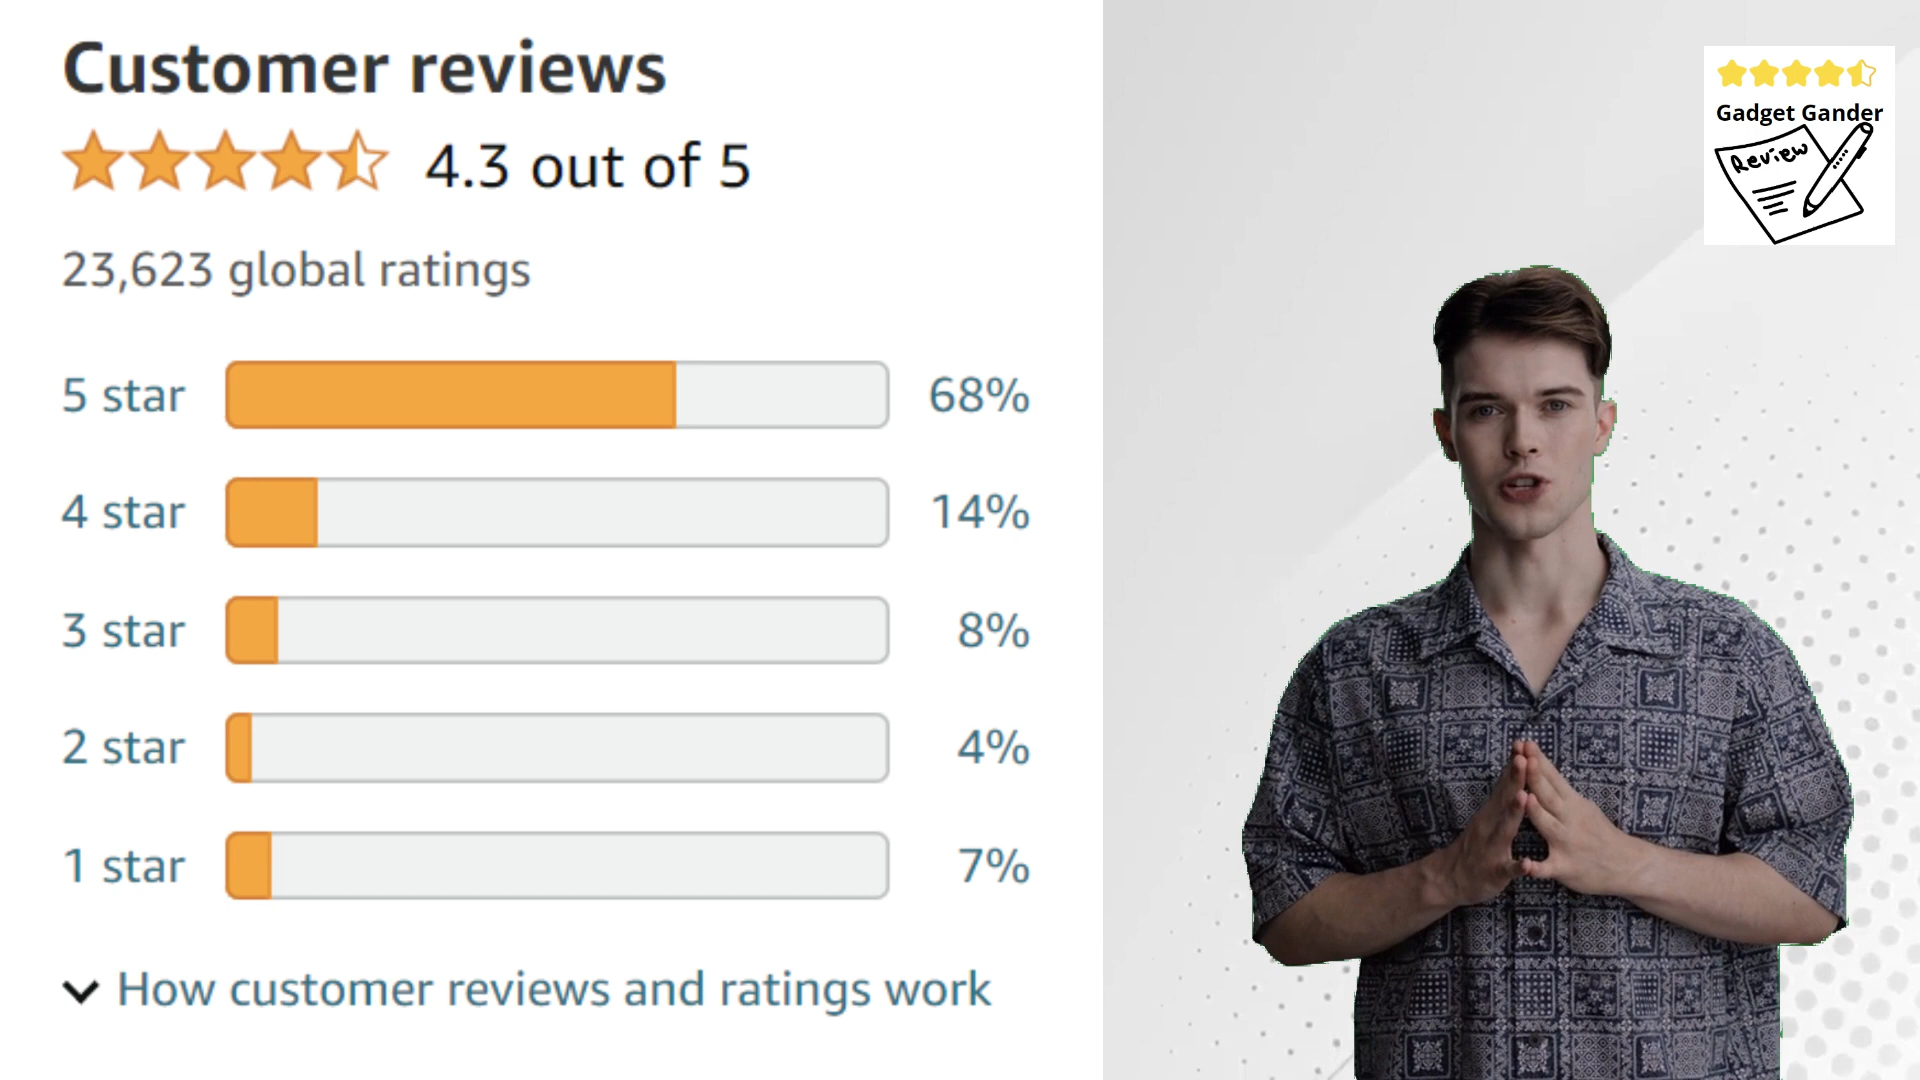 Customer reviews
4.3 out of 5
23,623 global ratings
5 star 68%
4 star 14%
3 star 8%
2 star 4%
1 star 7%
How customer reviews and ratings work
Gadget Gander
Review